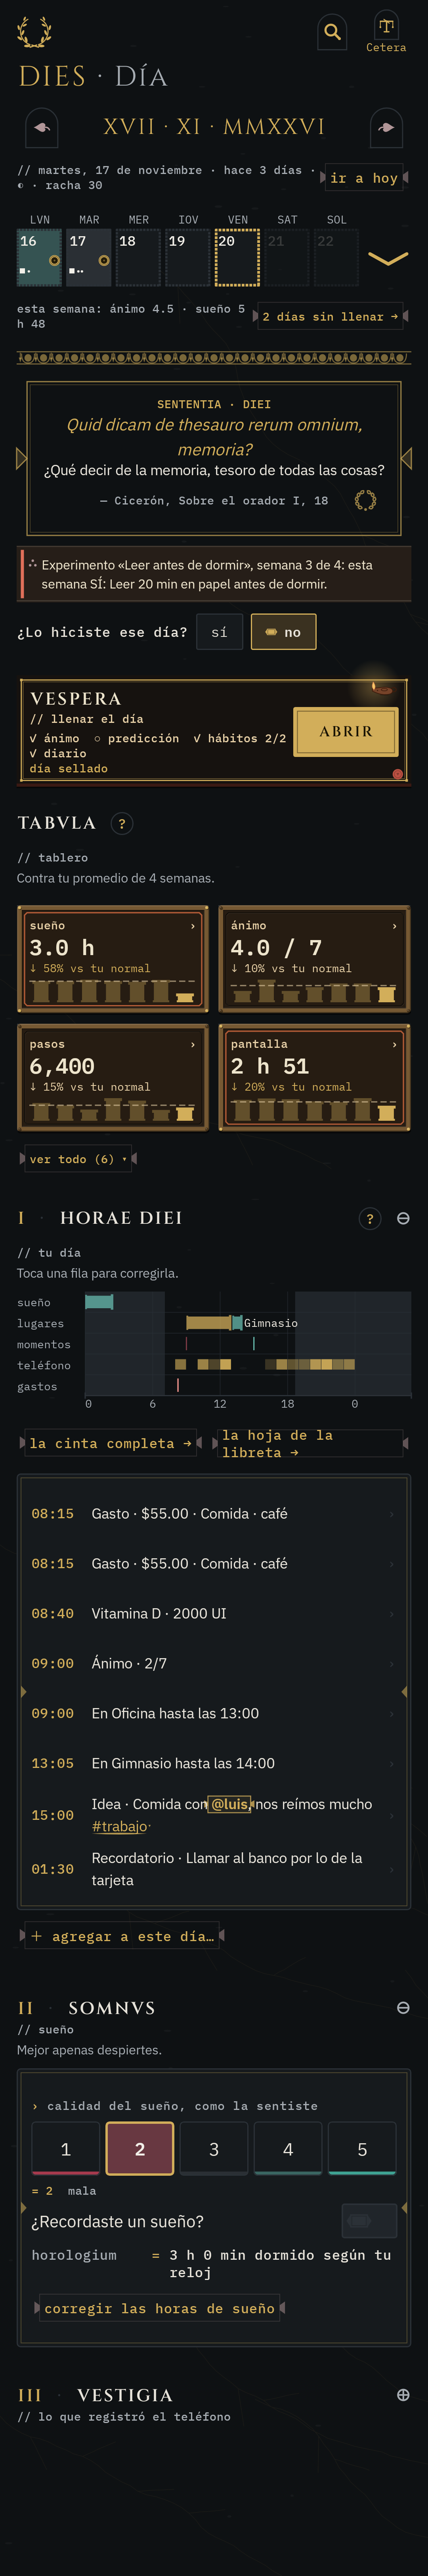 Cetera
DIES · DÍA
XVII · XI · MMXXVI
// martes, 17 de noviembre · hace 3 días ·
◐ · racha 30
ir a hoy
LVN MAR MER IOV VEN SAT SOL
16 17 18 19 20 21 22
esta semana: ánimo 4.5 · sueño 5
h 48
2 días sin llenar →
SENTENTIA · DIEI
Quid dicam de thesauro rerum omnium,
memoria?
¿Qué decir de la memoria, tesoro de todas las cosas?
— Cicerón, Sobre el orador I, 18
∴ Experimento «Leer antes de dormir», semana 3 de 4: esta
semana SÍ: Leer 20 min en papel antes de dormir.
¿Lo hiciste ese día? sí no
VESPERA
// llenar el día
√ ánimo ○ predicción √ hábitos 2/2
√ diario
día sellado
ABRIR
TABVLA ?
// tablero
Contra tu promedio de 4 semanas.
sueño ›
3.0 h
↓ 58% vs tu normal
ánimo ›
4.0 / 7
↓ 10% vs tu normal
pasos ›
6,400
↓ 15% vs tu normal
pantalla ›
2 h 51
↓ 20% vs tu normal
ver todo (6) ▾
I · HORAE DIEI ? ⊖
// tu día
Toca una fila para corregirla.
sueño
lugares Gimnasio
momentos
teléfono
gastos
0 6 12 18 0
la cinta completa →
la hoja de la
libreta →
08:15 Gasto · $55.00 · Comida · café ›
08:15 Gasto · $55.00 · Comida · café ›
08:40 Vitamina D · 2000 UI ›
09:00 Ánimo · 2/7 ›
09:00 En Oficina hasta las 13:00 ›
13:05 En Gimnasio hasta las 14:00 ›
15:00 Idea · Comida con @luis, nos reímos mucho
#trabajo ›
01:30 Recordatorio · Llamar al banco por lo de la
tarjeta ›
+ agregar a este día…
II · SOMNVS ⊖
// sueño
Mejor apenas despiertes.
› calidad del sueño, como la sentiste
1 2 3 4 5
= 2 mala
¿Recordaste un sueño?
horologium = 3 h 0 min dormido según tu
reloj
corregir las horas de sueño
III · VESTIGIA ⊕
// lo que registró el teléfono